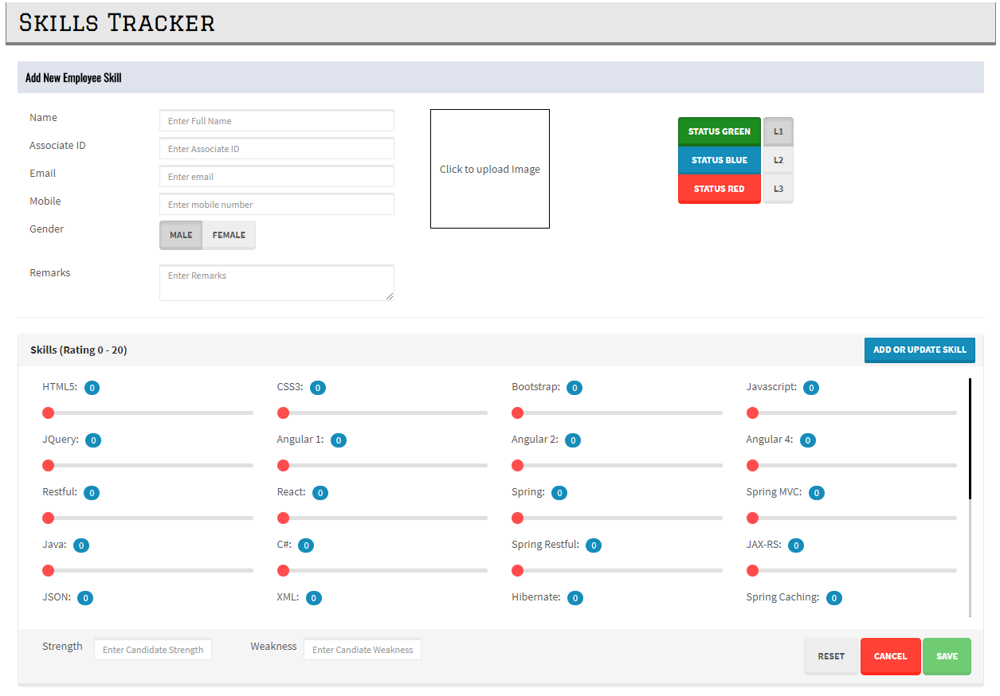 Skills Tracker
Add New Employee Skill
Name Enter Full Name
Associate ID Enter Associate ID
Email Enter email
Mobile Enter mobile number
Gender MALE FEMALE
Remarks Enter Remarks
Click to upload Image
STATUS GREEN L1
STATUS BLUE L2
STATUS RED L3
Skills (Rating 0 - 20) ADD OR UPDATE SKILL
HTML5: 0 CSS3: 0 Bootstrap: 0 Javascript: 0
JQuery: 0 Angular 1: 0 Angular 2: 0 Angular 4: 0
Restful: 0 React: 0 Spring: 0 Spring MVC: 0
Java: 0 C#: 0 Spring Restful: 0 JAX-RS: 0
JSON: 0 XML: 0 Hibernate: 0 Spring Caching: 0
Strength Enter Candidate Strength Weakness Enter Candiate Weakness RESET CANCEL SAVE